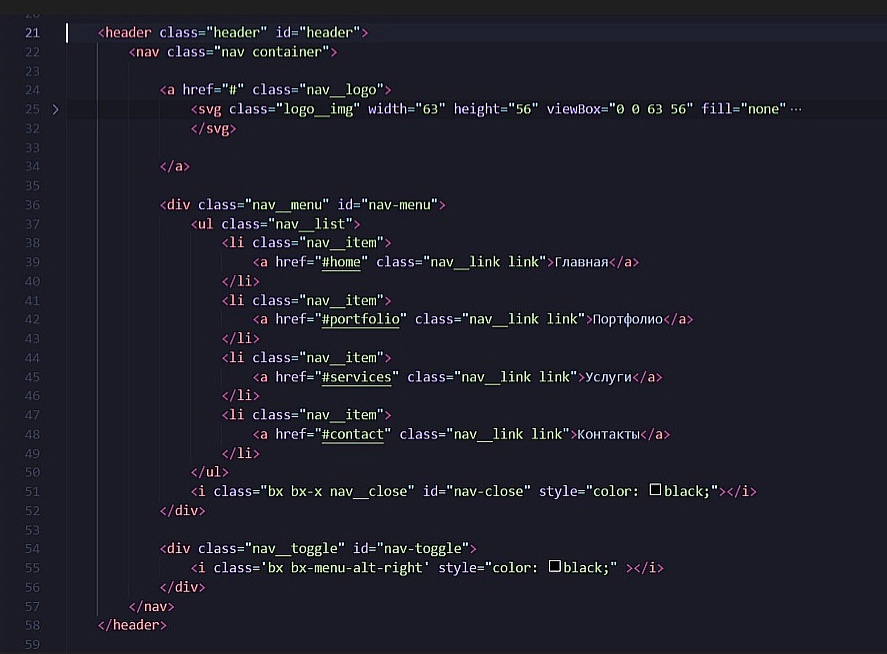 20
21 <header class="header" id="header">
22 <nav class="nav container">
23
24 <a href="#" class="nav__logo">
25 <svg class="logo__img" width="63" height="56" viewBox="0 0 63 56" fill="none" ···
32 </svg>
33
34 </a>
35
36 <div class="nav__menu" id="nav-menu">
37 <ul class="nav__list">
38 <li class="nav__item">
39 <a href="#home" class="nav__link link">Главная</a>
40 </li>
41 <li class="nav__item">
42 <a href="#portfolio" class="nav__link link">Портфолио</a>
43 </li>
44 <li class="nav__item">
45 <a href="#services" class="nav__link link">Услуги</a>
46 </li>
47 <li class="nav__item">
48 <a href="#contact" class="nav__link link">Контакты</a>
49 </li>
50 </ul>
51 <i class="bx bx-x nav__close" id="nav-close" style="color: black;"></i>
52 </div>
53
54 <div class="nav__toggle" id="nav-toggle">
55 <i class='bx bx-menu-alt-right' style="color: black;" ></i>
56 </div>
57 </nav>
58 </header>
59